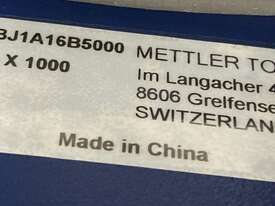 BJ1A16B5000 METTLER TO
X 1000 Im Langacher 4
8606 Greifense
SWITZERLAN
Made in China